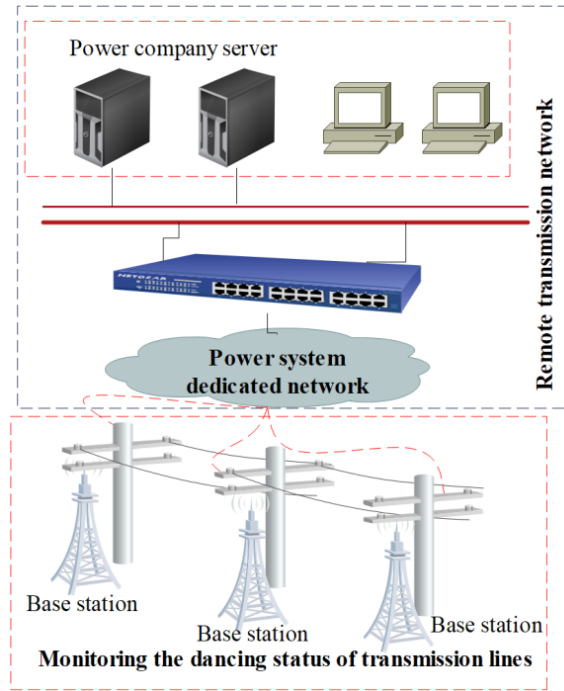 Power company server
Remote transmission network
NETGEAR
Power system
dedicated network
Base station
Base station
Base station
Monitoring the dancing status of transmission lines